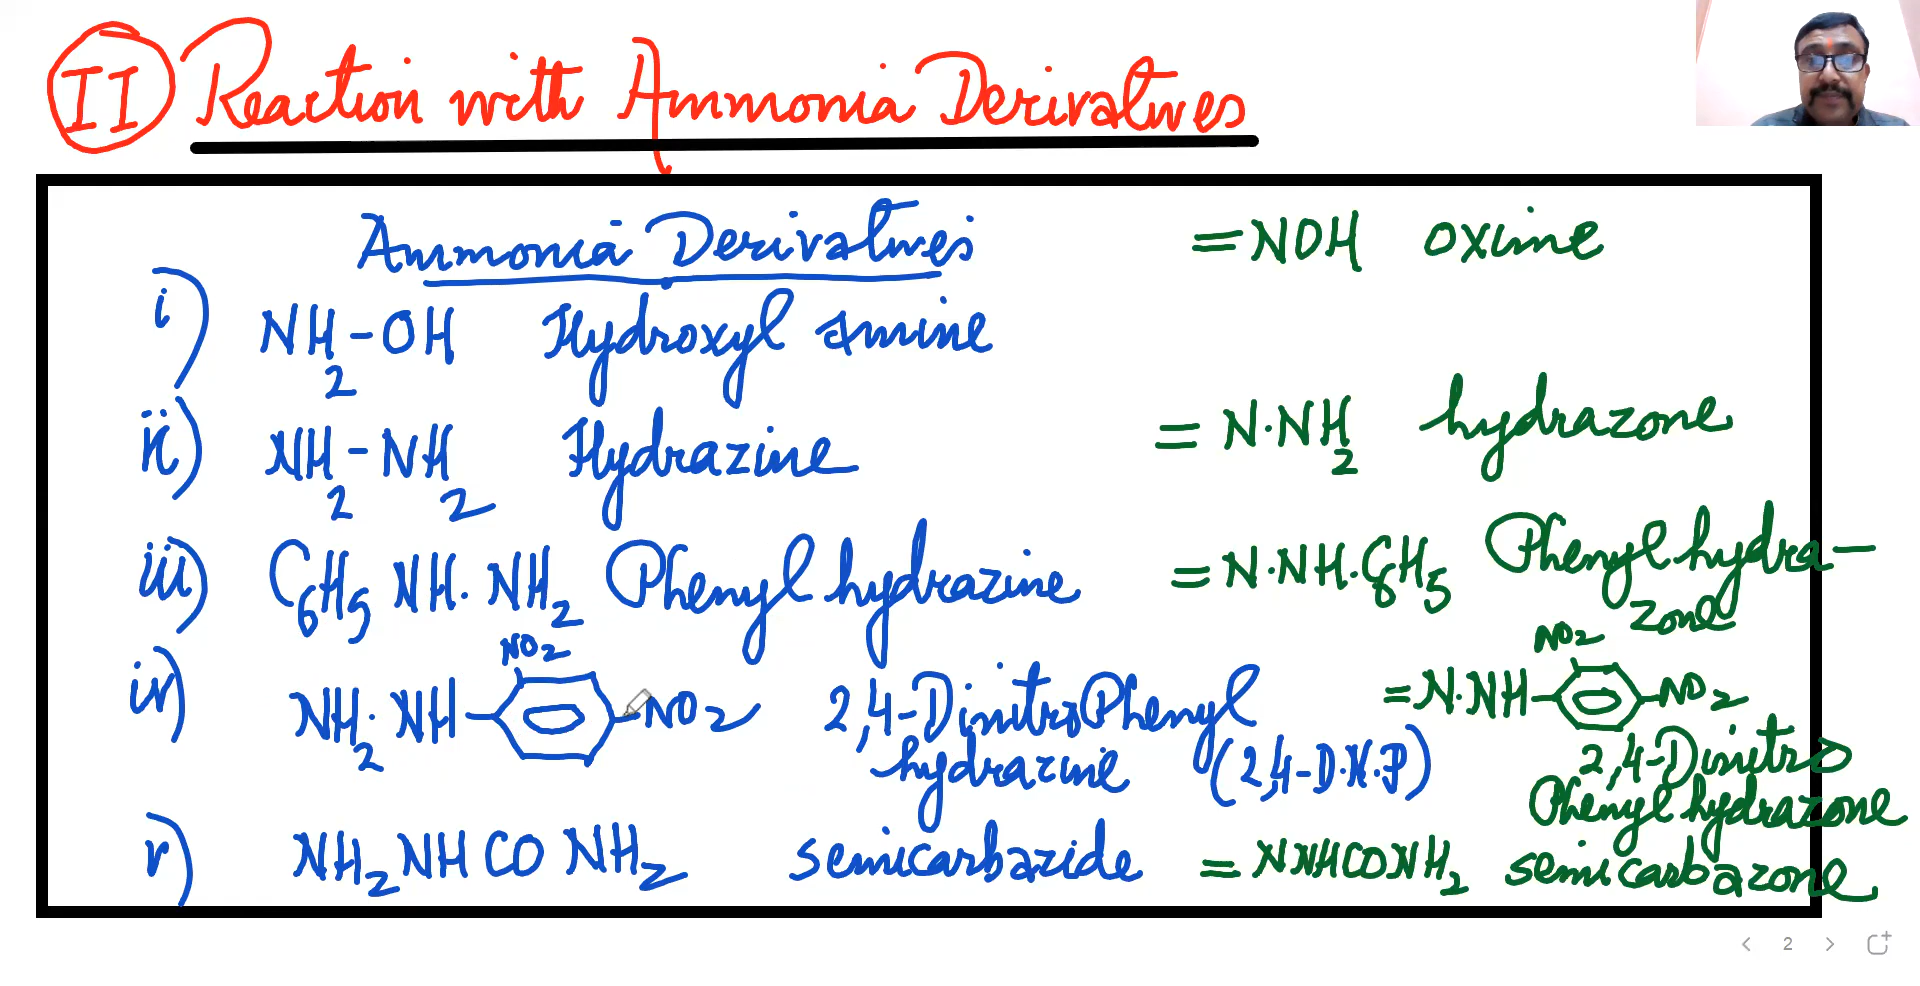 II Reaction with Ammonia Derivatives
Ammonia Derivatives
=NOH oxime
i) NH2-OH Hydroxyl amine
ii) NH2-NH2 Hydrazine = N·NH2 hydrazone
iii) C6H5 NH·NH2 Phenyl hydrazine = N·NH·C6H5 Phenyl hydra-
zone
NO2 NO2
iv) NH2·NH- -NO2 2,4-DinitroPhenyl =N·NH- -NO2
hydrazine (2,4-D.N.P) 2,4-Dinitro
Phenyl hydrazone
v) NH2NHCONH2 semicarbazide = NNHCONH2 semicarbazone
2